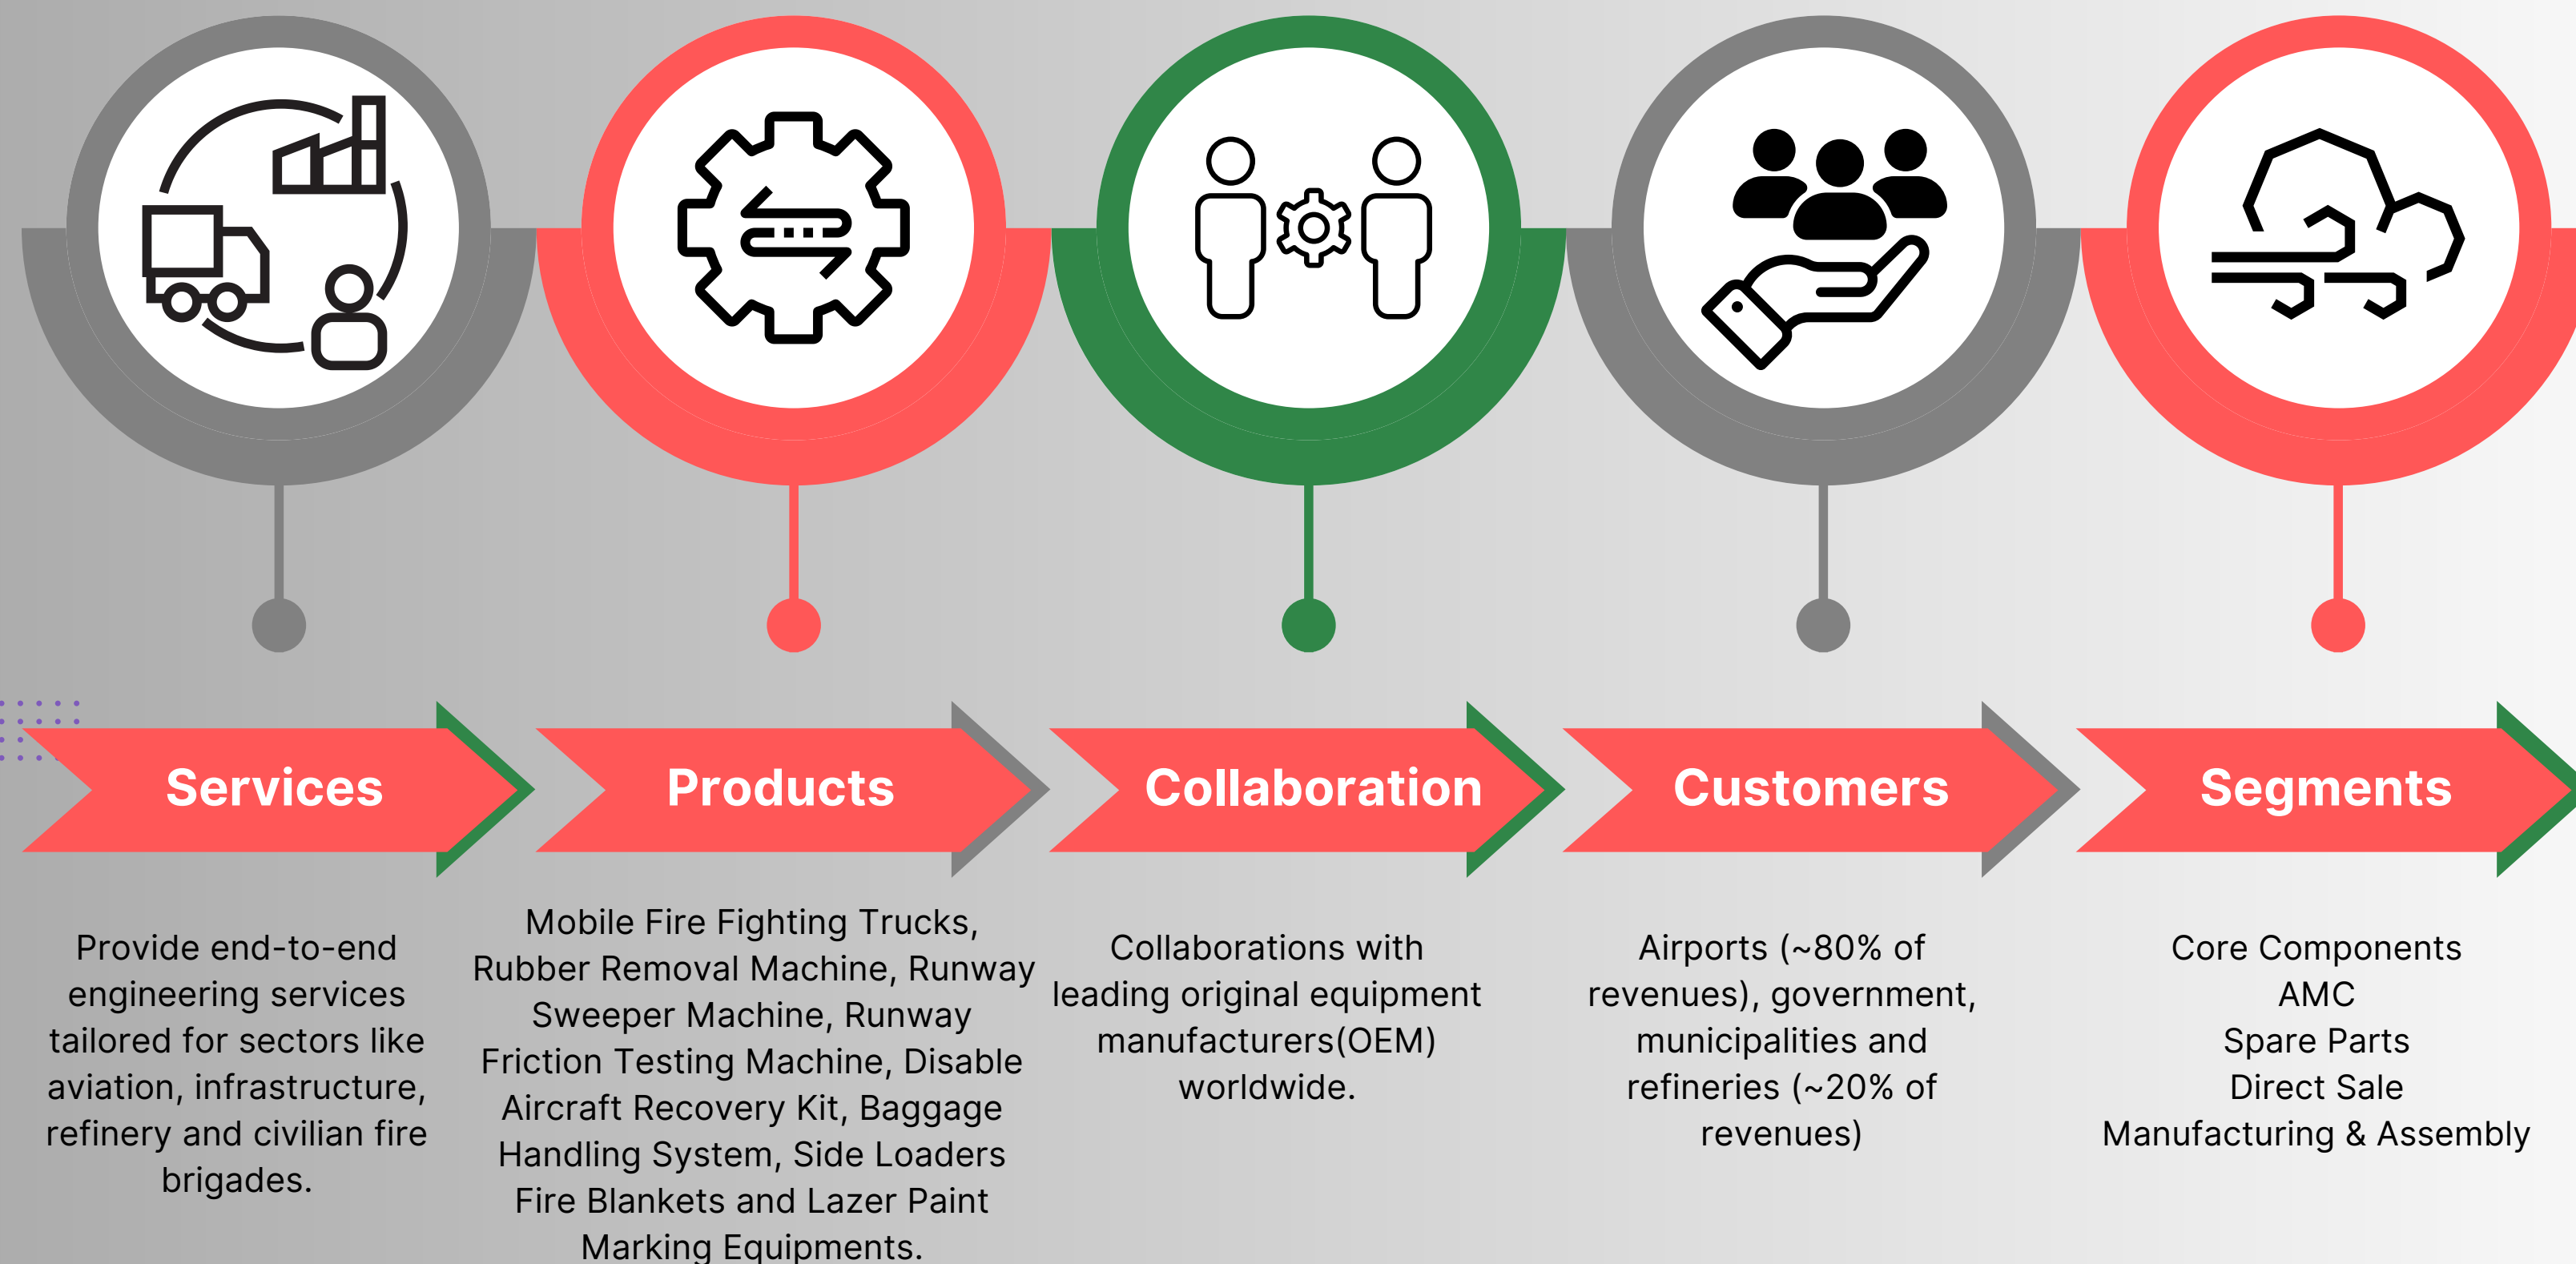 Services
Provide end-to-end
engineering services
tailored for sectors like
aviation, infrastructure,
refinery and civilian fire
brigades.
Products
Mobile Fire Fighting Trucks,
Rubber Removal Machine, Runway
Sweeper Machine, Runway
Friction Testing Machine, Disable
Aircraft Recovery Kit, Baggage
Handling System, Side Loaders
Fire Blankets and Lazer Paint
Marking Equipments.
Collaboration
Collaborations with
leading original equipment
manufacturers(OEM)
worldwide.
Customers
Airports (~80% of
revenues), government,
municipalities and
refineries (~20% of
revenues)
Segments
Core Components
AMC
Spare Parts
Direct Sale
Manufacturing & Assembly